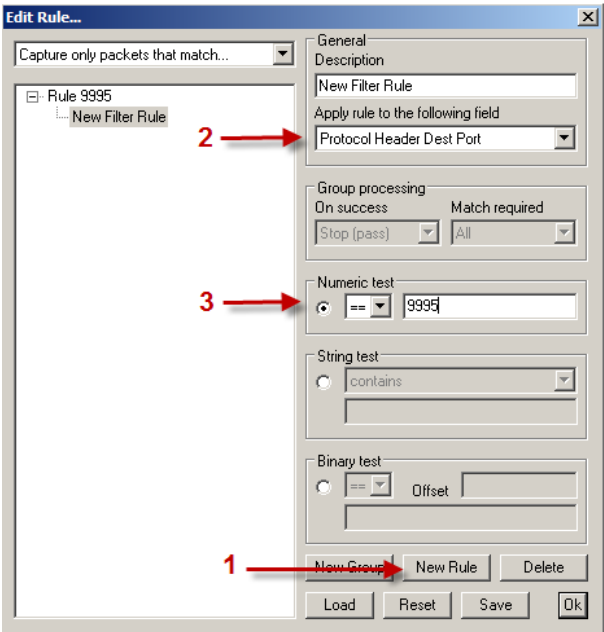 Edit Rule...
Capture only packets that match...
Rule 9995
New Filter Rule
General
Description
New Filter Rule
Apply rule to the following field
2
Protocol Header Dest Port
Group processing
On success Match required
Stop (pass) All
Numeric test
3
== 9995
String test
contains
Binary test
== Offset
1
New Group New Rule Delete
Load Reset Save Ok